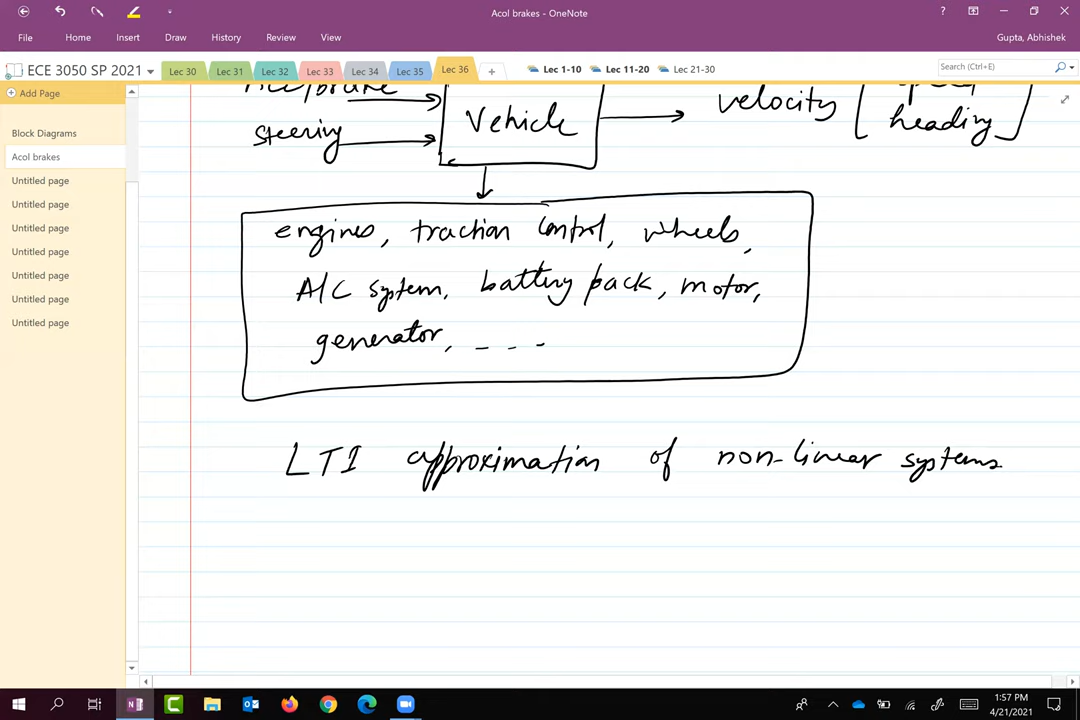 Acol brakes - OneNote
?
File Home Insert Draw History Review View
Gupta, Abhishek
ECE 3050 SP 2021
Lec 30 Lec 31 Lec 32 Lec 33 Lec 34 Lec 35 Lec 36 + Lec 1-10 Lec 11-20 Lec 21-30
Search (Ctrl+E)
Add Page
Block Diagrams
Acol brakes
Untitled page
Untitled page
Untitled page
Untitled page
Untitled page
Untitled page
Untitled page
steering
Vehicle
velocity
heading
engines, traction control, wheels,
A/C system, battery pack, motor,
generator, _ _ _
LTI approximation of non-linear systems
1:57 PM
4/21/2021